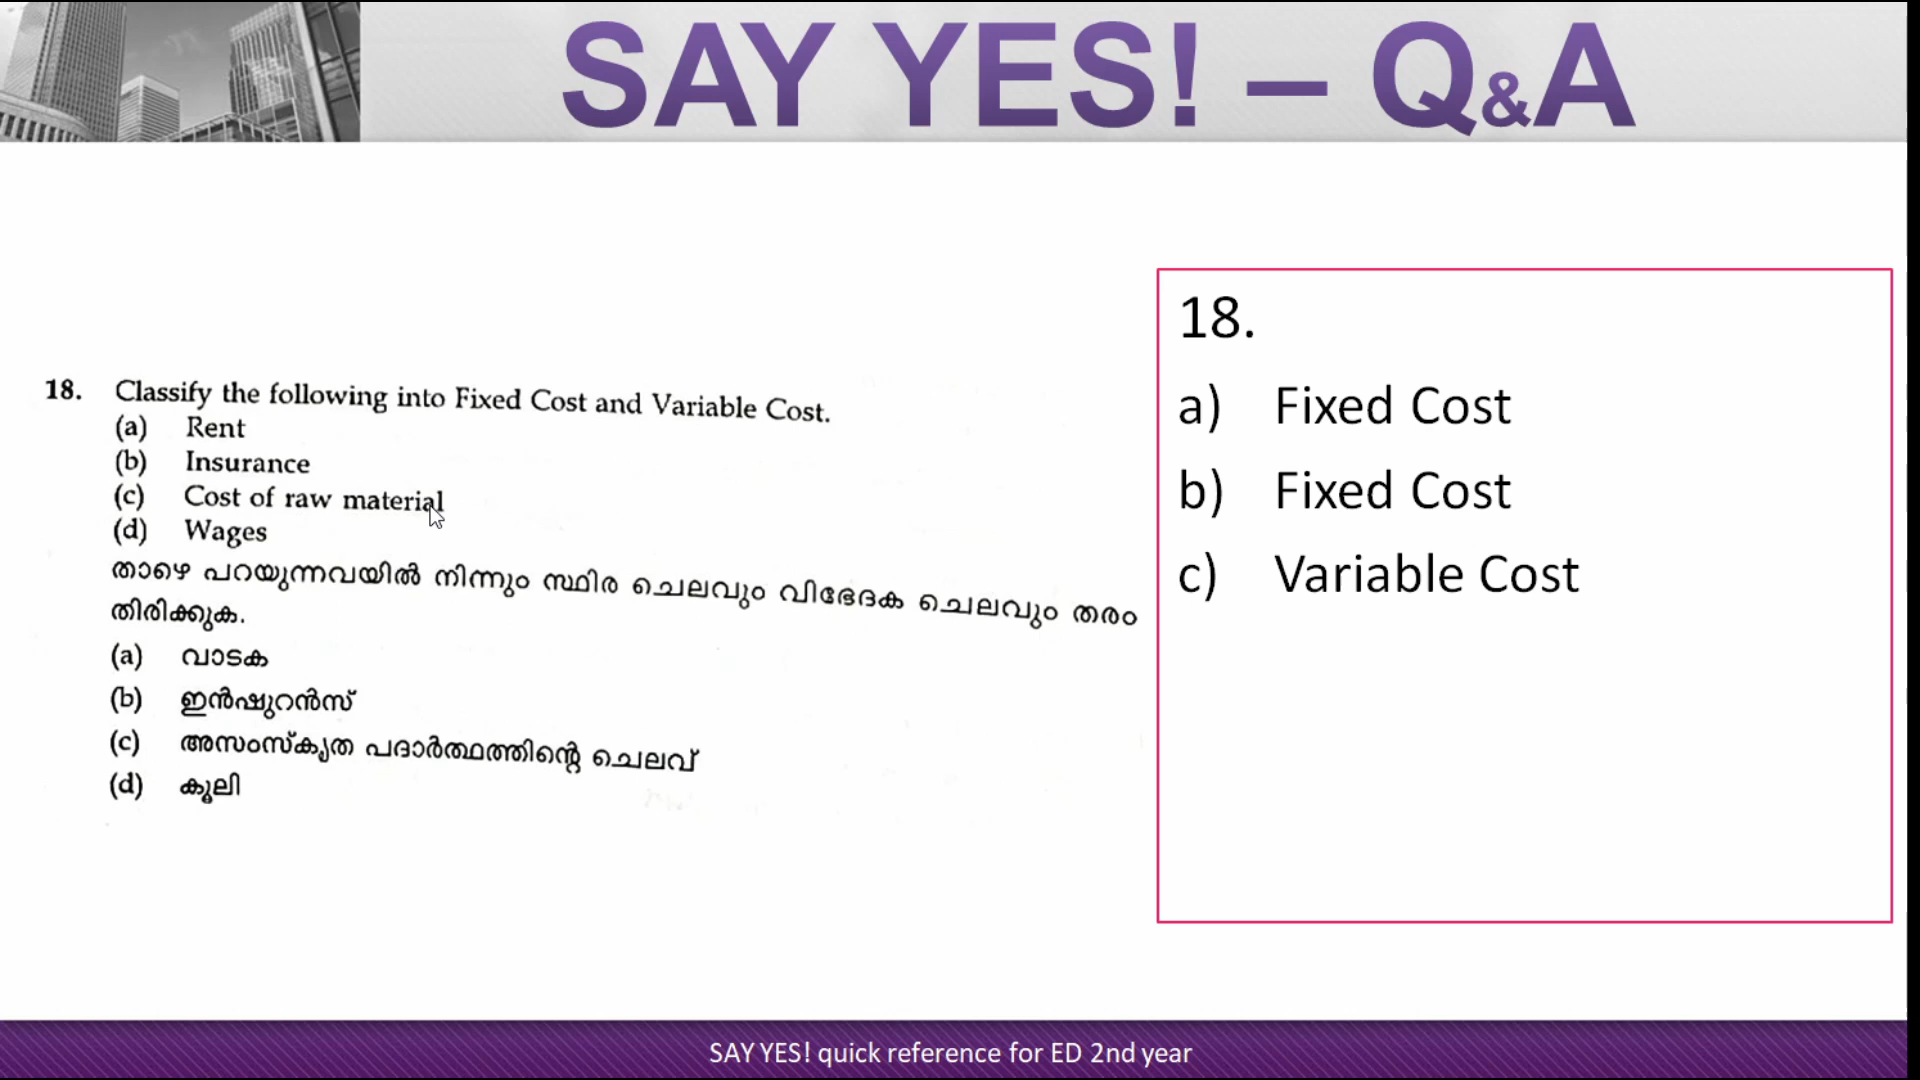 SAY YES! – Q&A
18. Classify the following into Fixed Cost and Variable Cost.
(a) Rent
(b) Insurance
(c) Cost of raw material
(d) Wages
താഴെ പറയുന്നവയിൽ നിന്നും സ്ഥിര ചെലവും വിഭേദക ചെലവും തരം
തിരിക്കുക.
(a) വാടക
(b) ഇൻഷുറൻസ്
(c) അസംസ്കൃത പദാർത്ഥത്തിന്റെ ചെലവ്
(d) കൂലി
18.
a) Fixed Cost
b) Fixed Cost
c) Variable Cost
SAY YES! quick reference for ED 2nd year